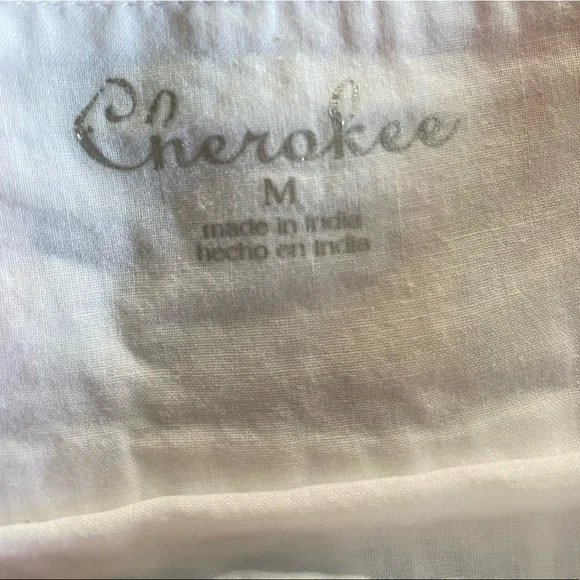 Cherokee
M
made in India
hecho en India